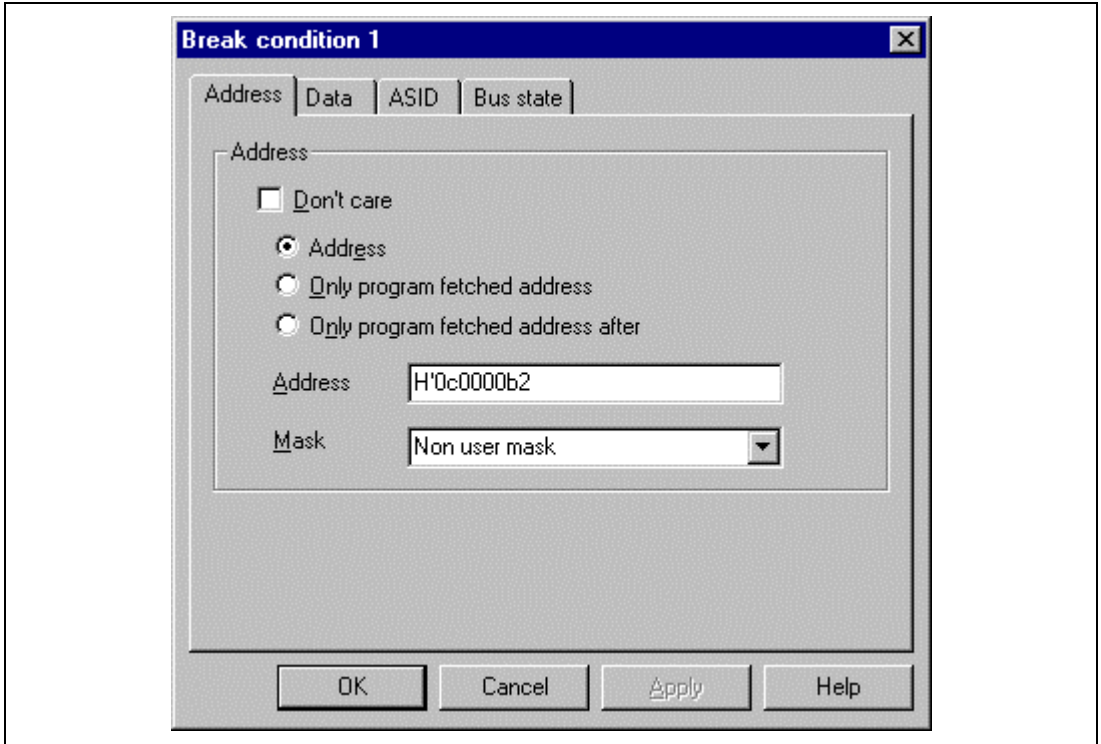 Break condition 1
Address Data ASID Bus state
Address
Don't care
Address
Only program fetched address
Only program fetched address after
Address H'0c0000b2
Mask Non user mask
OK Cancel Apply Help